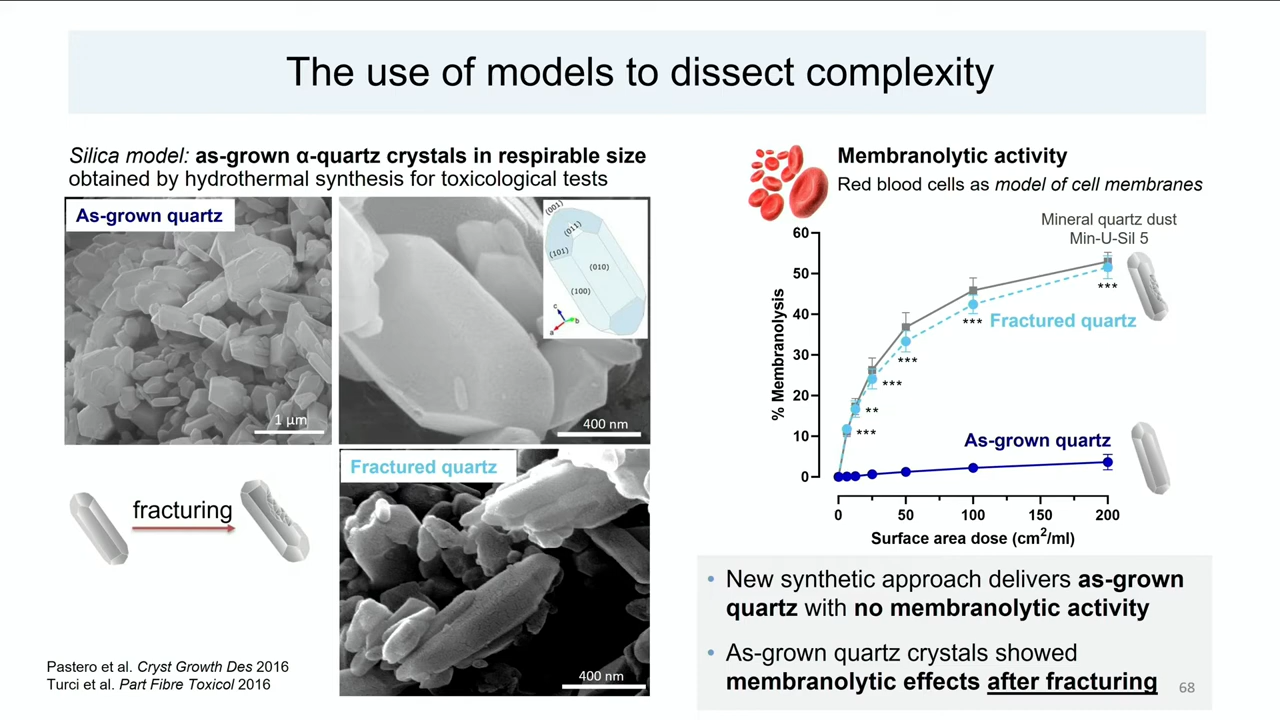 The use of models to dissect complexity
Silica model: as-grown α-quartz crystals in respirable size
obtained by hydrothermal synthesis for toxicological tests
As-grown quartz
1 μm
(001)
(011)
(101)
(010)
(100)
c
b
a
400 nm
fracturing
Fractured quartz
400 nm
Pastero et al. Cryst Growth Des 2016
Turci et al. Part Fibre Toxicol 2016
Membranolytic activity
Red blood cells as model of cell membranes
Mineral quartz dust
Min-U-Sil 5
60
50
40
30
20
10
0
% Membranolysis
***
*** Fractured quartz
***
***
**
***
As-grown quartz
0 50 100 150 200
Surface area dose (cm²/ml)
• New synthetic approach delivers as-grown
quartz with no membranolytic activity
• As-grown quartz crystals showed
membranolytic effects after fracturing
68